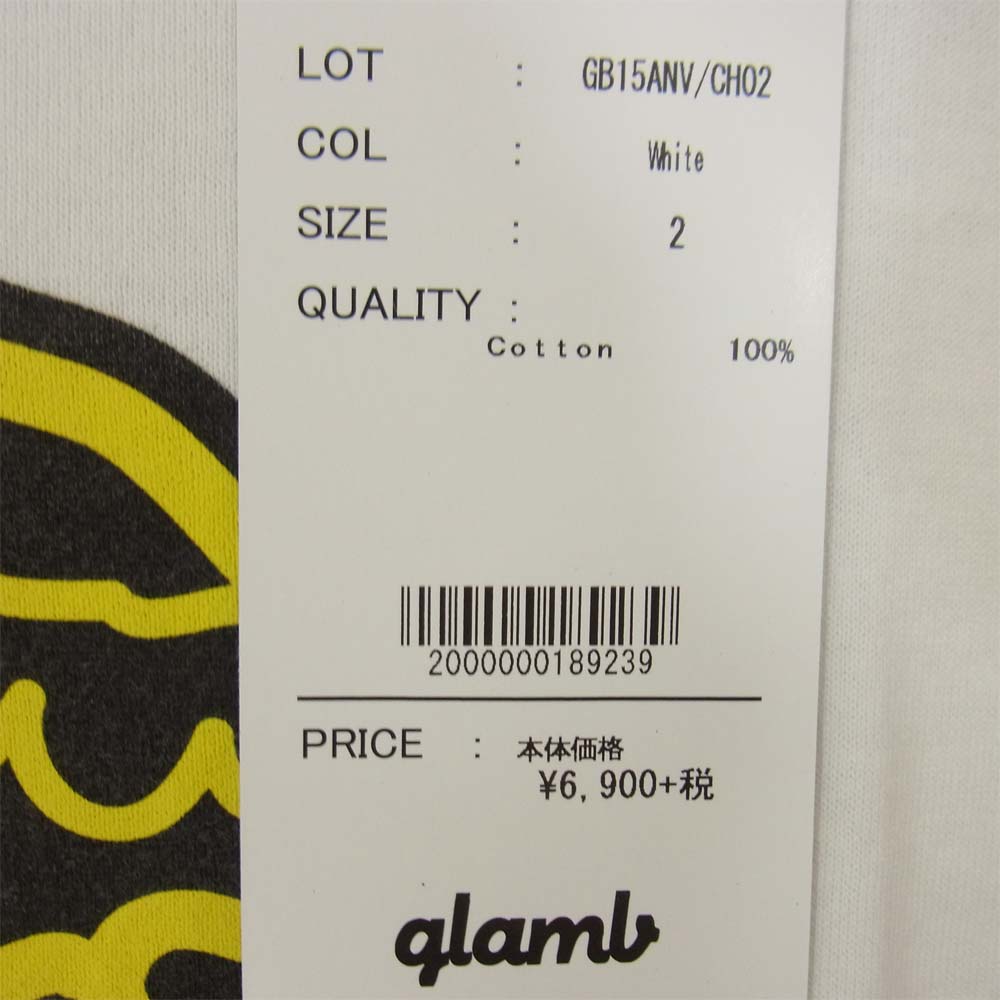 LOT : GB15ANV/CH02
COL : White
SIZE : 2
QUALITY :
Cotton 100%
2000000189239
PRICE : 本体価格
¥6,900+税
glamb